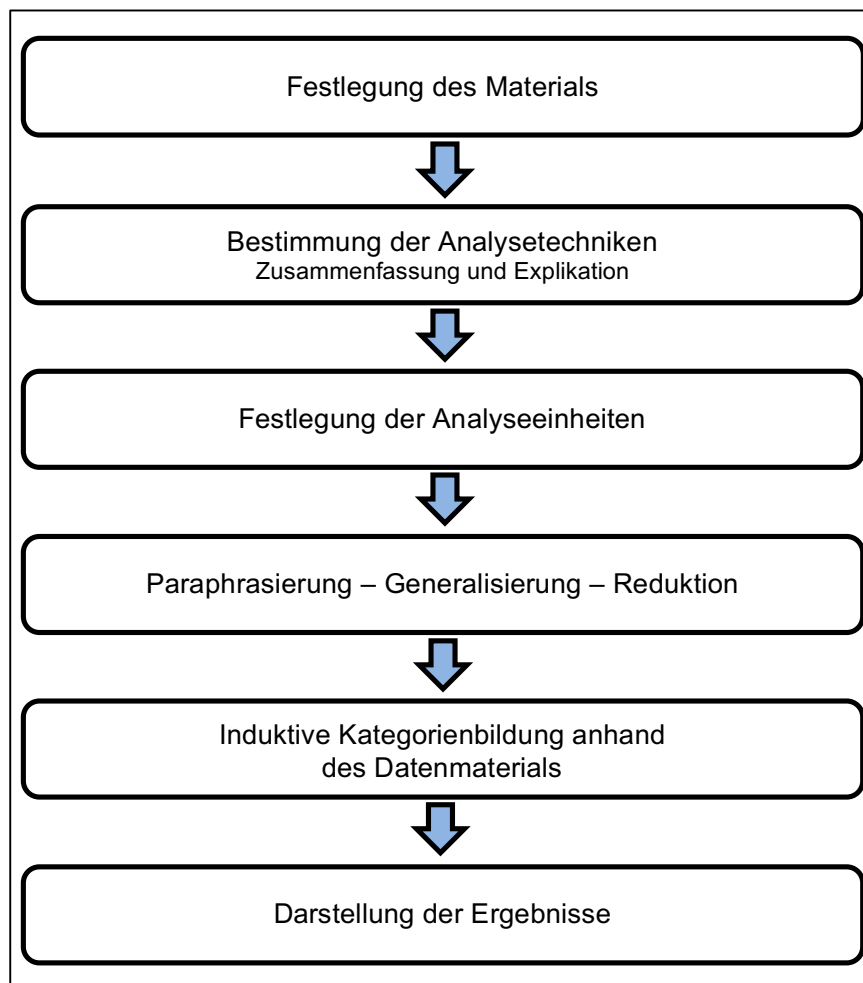 Festlegung des Materials
Bestimmung der Analysetechniken
Zusammenfassung und Explikation
Festlegung der Analyseeinheiten
Paraphrasierung – Generalisierung – Reduktion
Induktive Kategorienbildung anhand
des Datenmaterials
Darstellung der Ergebnisse